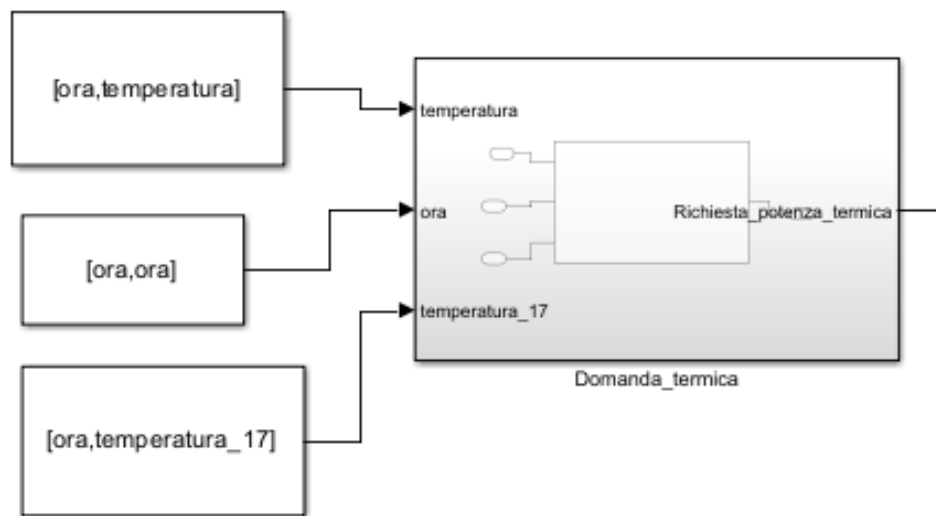 [ora,temperatura]
temperatura
[ora,ora]
ora
Richiesta_potenza_termica
[ora,temperatura_17]
temperatura_17
Domanda_termica